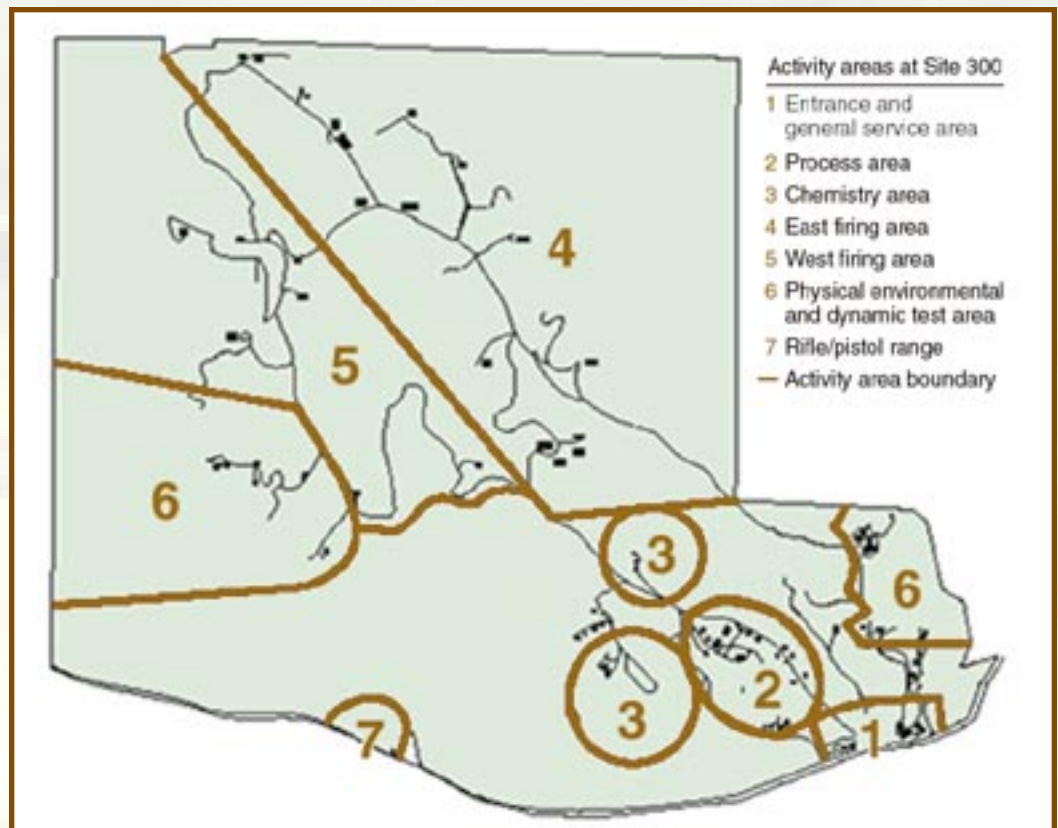 Activity areas at Site 300
1 Entrance and
general service area
2 Process area
3 Chemistry area
4 East firing area
5 West firing area
6 Physical environmental
and dynamic test area
7 Rifle/pistol range
Activity area boundary
4
5
6
3
6
2
3
7
1